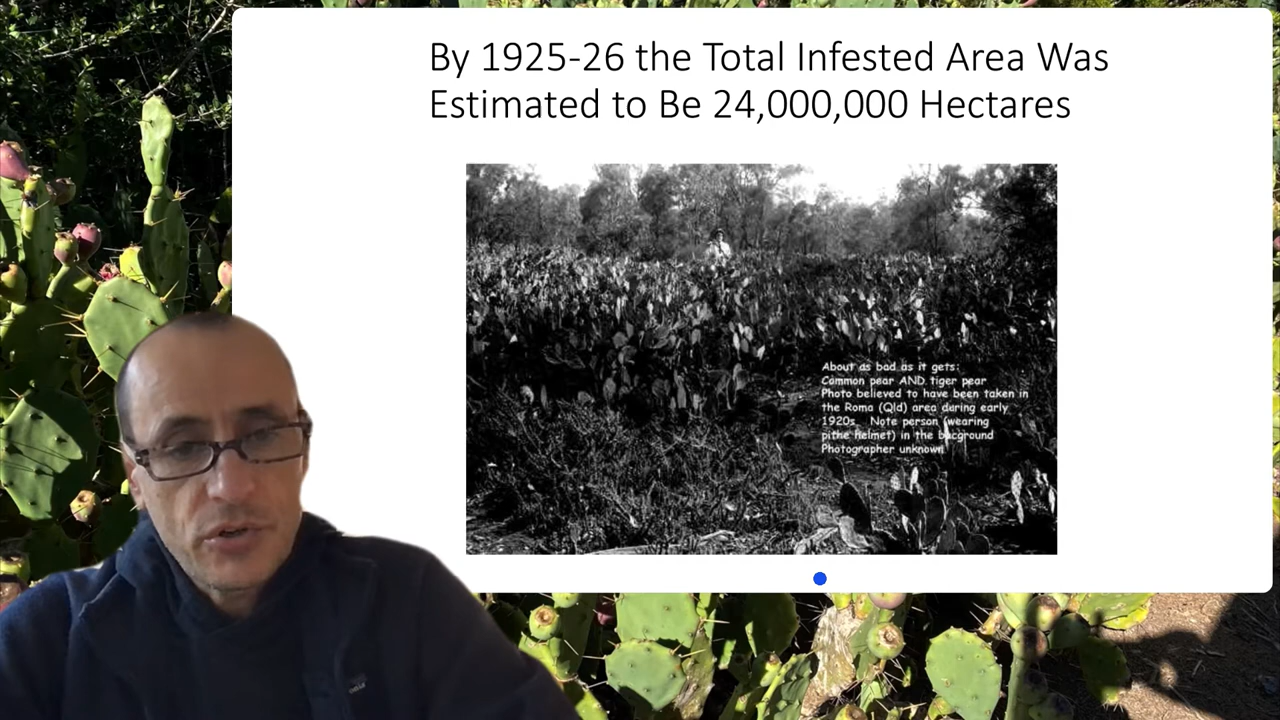 By 1925-26 the Total Infested Area Was
Estimated to Be 24,000,000 Hectares
About as bad as it gets:
Common pear AND tiger pear
Photo believed to have been taken in
the Roma (Qld) area during early
1920s. Note person (wearing
pithe helmet) in the bacground
Photographer unknown